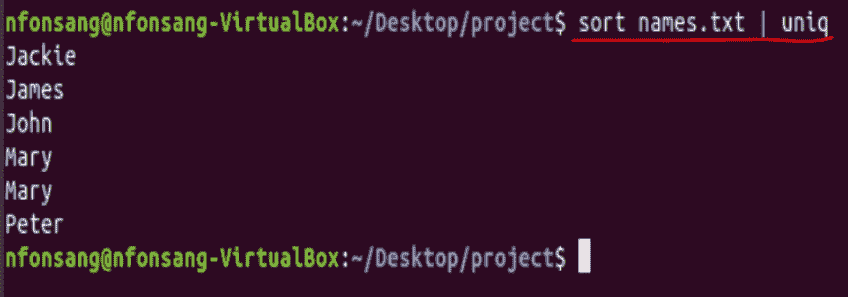 nfonsang@nfonsang-VirtualBox:~/Desktop/project$ sort names.txt | uniq
Jackie
James
John
Mary
Mary
Peter
nfonsang@nfonsang-VirtualBox:~/Desktop/project$